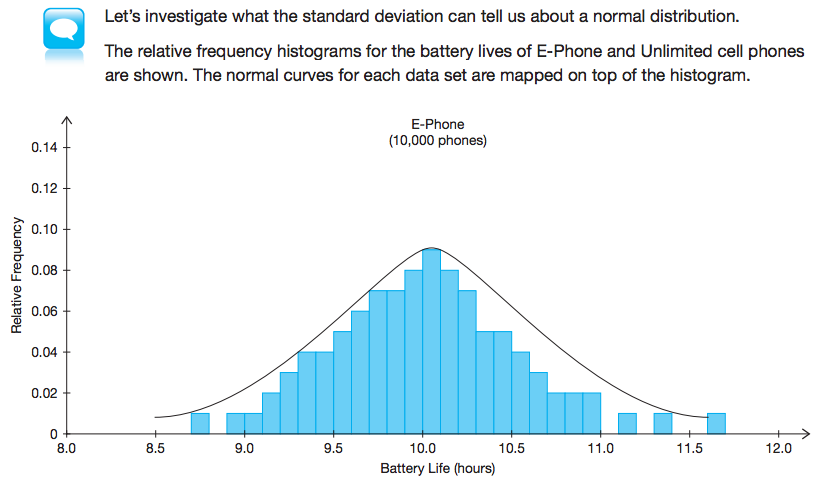 Let's investigate what the standard deviation can tell us about a normal distribution.
The relative frequency histograms for the battery lives of E-Phone and Unlimited cell phones
are shown. The normal curves for each data set are mapped on top of the histogram.
E-Phone
(10,000 phones)
Relative Frequency
0.14
0.12
0.10
0.08
0.06
0.04
0.02
0
8.0 8.5 9.0 9.5 10.0 10.5 11.0 11.5 12.0
Battery Life (hours)